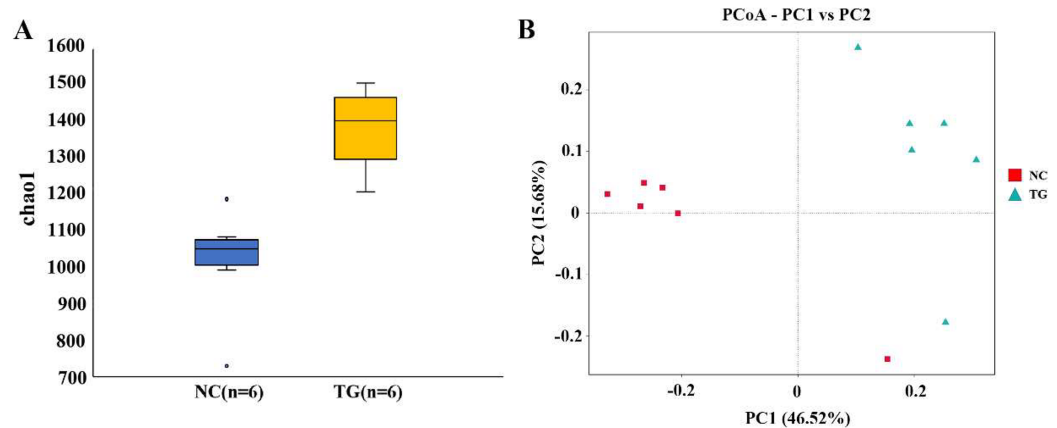 A
1600
1500
1400
1300
1200
1100
1000
900
800
700
chao1
NC(n=6) TG(n=6)
B
PCoA - PC1 vs PC2
0.2
0.1
0
-0.1
-0.2
PC2 (15.68%)
-0.2 0 0.2
PC1 (46.52%)
NC
TG